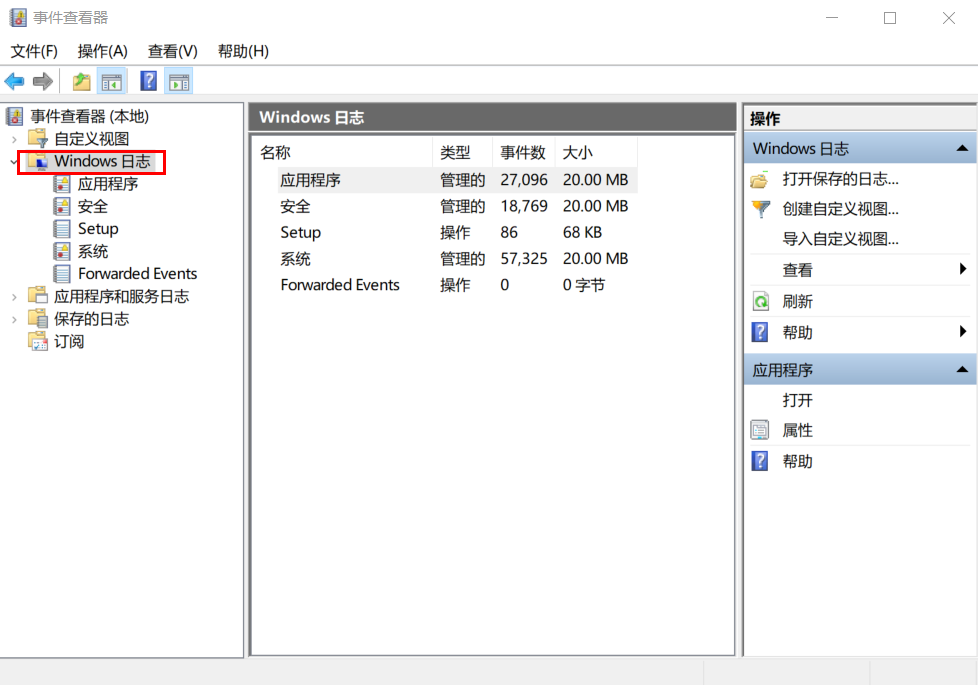 事件查看器
文件(F) 操作(A) 查看(V) 帮助(H)
事件查看器 (本地)
自定义视图
Windows 日志
应用程序
安全
Setup
系统
Forwarded Events
应用程序和服务日志
保存的日志
订阅
Windows 日志
名称 类型 事件数 大小
应用程序 管理的 27,096 20.00 MB
安全 管理的 18,769 20.00 MB
Setup 操作 86 68 KB
系统 管理的 57,325 20.00 MB
Forwarded Events 操作 0 0 字节
操作
Windows 日志
打开保存的日志...
创建自定义视图...
导入自定义视图...
查看
刷新
帮助
应用程序
打开
属性
帮助